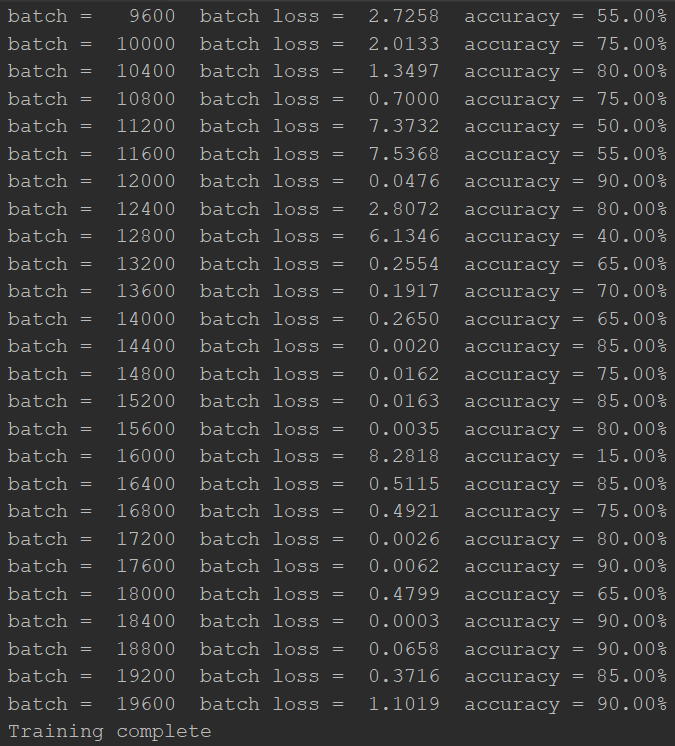 batch =   9600  batch loss =  2.7258  accuracy = 55.00%
batch =  10000  batch loss =  2.0133  accuracy = 75.00%
batch =  10400  batch loss =  1.3497  accuracy = 80.00%
batch =  10800  batch loss =  0.7000  accuracy = 75.00%
batch =  11200  batch loss =  7.3732  accuracy = 50.00%
batch =  11600  batch loss =  7.5368  accuracy = 55.00%
batch =  12000  batch loss =  0.0476  accuracy = 90.00%
batch =  12400  batch loss =  2.8072  accuracy = 80.00%
batch =  12800  batch loss =  6.1346  accuracy = 40.00%
batch =  13200  batch loss =  0.2554  accuracy = 65.00%
batch =  13600  batch loss =  0.1917  accuracy = 70.00%
batch =  14000  batch loss =  0.2650  accuracy = 65.00%
batch =  14400  batch loss =  0.0020  accuracy = 85.00%
batch =  14800  batch loss =  0.0162  accuracy = 75.00%
batch =  15200  batch loss =  0.0163  accuracy = 85.00%
batch =  15600  batch loss =  0.0035  accuracy = 80.00%
batch =  16000  batch loss =  8.2818  accuracy = 15.00%
batch =  16400  batch loss =  0.5115  accuracy = 85.00%
batch =  16800  batch loss =  0.4921  accuracy = 75.00%
batch =  17200  batch loss =  0.0026  accuracy = 80.00%
batch =  17600  batch loss =  0.0062  accuracy = 90.00%
batch =  18000  batch loss =  0.4799  accuracy = 65.00%
batch =  18400  batch loss =  0.0003  accuracy = 90.00%
batch =  18800  batch loss =  0.0658  accuracy = 90.00%
batch =  19200  batch loss =  0.3716  accuracy = 85.00%
batch =  19600  batch loss =  1.1019  accuracy = 90.00%
Training complete